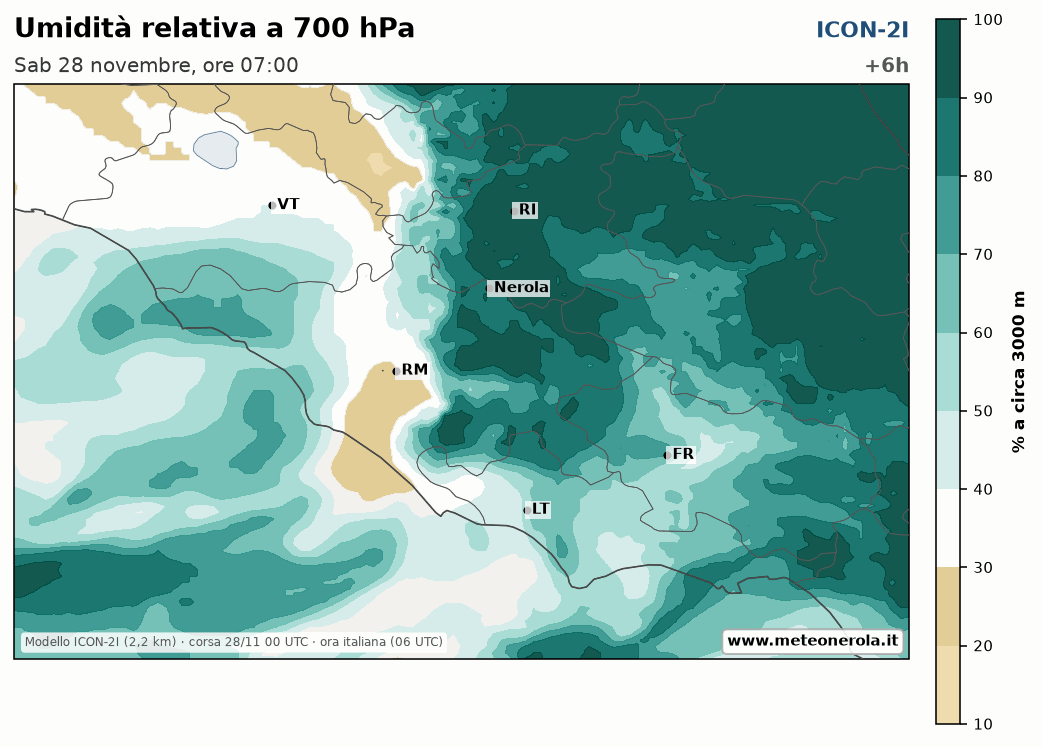 Umidità relativa a 700 hPa
ICON-2I
Sab 28 novembre, ore 07:00
+6h
100
90
80
70
60
50
40
30
20
10
% a circa 3000 m
VT
RI
Nerola
RM
FR
LT
Modello ICON-2I (2,2 km) · corsa 28/11 00 UTC · ora italiana (06 UTC)
www.meteonerola.it